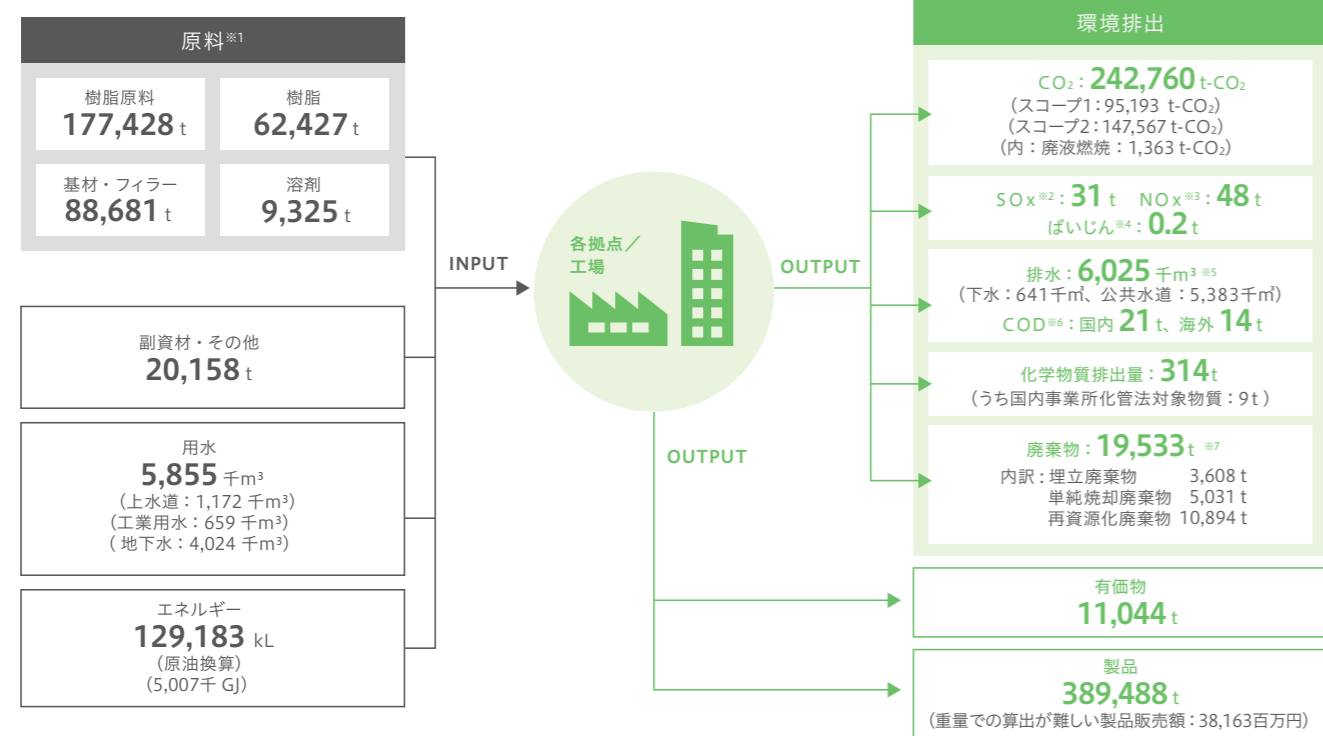 原料※1
樹脂原料
177,428 t
樹脂
62,427 t
基材・フィラー
88,681 t
溶剤
9,325 t
副資材・その他
20,158 t
用水
5,855 千m³
(上水道：1,172 千m³)
(工業用水：659 千m³)
(地下水：4,024 千m³)
エネルギー
129,183 kL
(原油換算)
(5,007千 GJ)
INPUT
各拠点／
工場
OUTPUT
OUTPUT
環境排出
CO₂：242,760 t-CO₂
(スコープ1：95,193 t-CO₂)
(スコープ2：147,567 t-CO₂)
(内：廃液燃焼：1,363 t-CO₂)
SOx※2：31 t NOx※3：48 t
ばいじん※4：0.2 t
排水：6,025 千m³ ※5
(下水：641千㎥、公共水道：5,383千㎥)
COD※6：国内 21 t、海外 14 t
化学物質排出量：314 t
(うち国内事業所化管法対象物質：9 t )
廃棄物：19,533 t ※7
内訳：埋立廃棄物 3,608 t
単純焼却廃棄物 5,031 t
再資源化廃棄物 10,894 t
有価物
11,044 t
製品
389,488 t
(重量での算出が難しい製品販売額：38,163百万円)